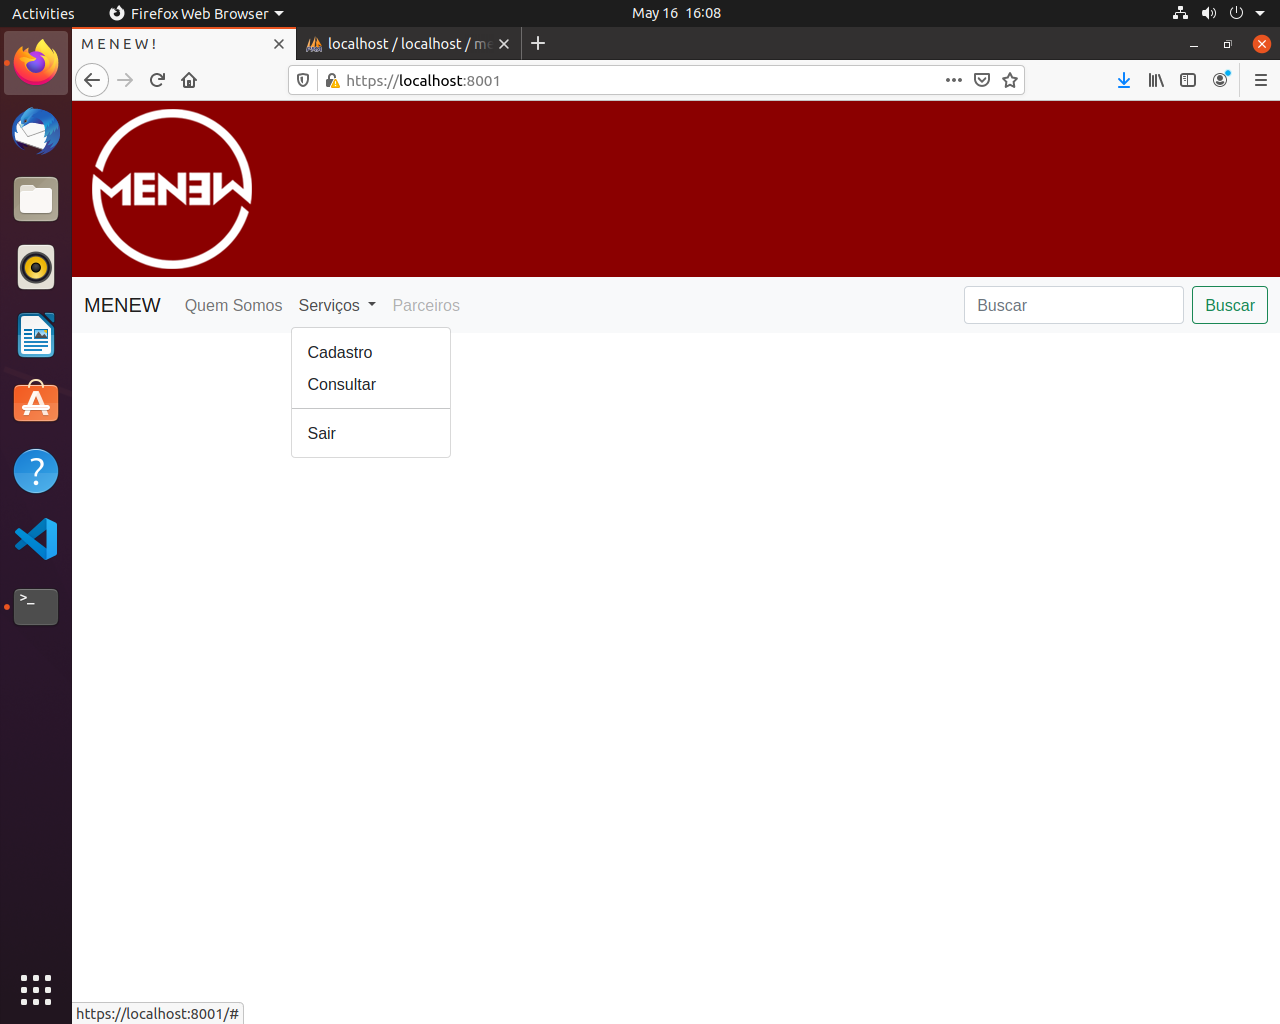 Activities Firefox Web Browser May 16 16:08
M E N E W ! localhost / localhost / me
https://localhost:8001
MENEW
MENEW Quem Somos Serviços Parceiros Buscar Buscar
Cadastro
Consultar
Sair
>_
https://localhost:8001/#